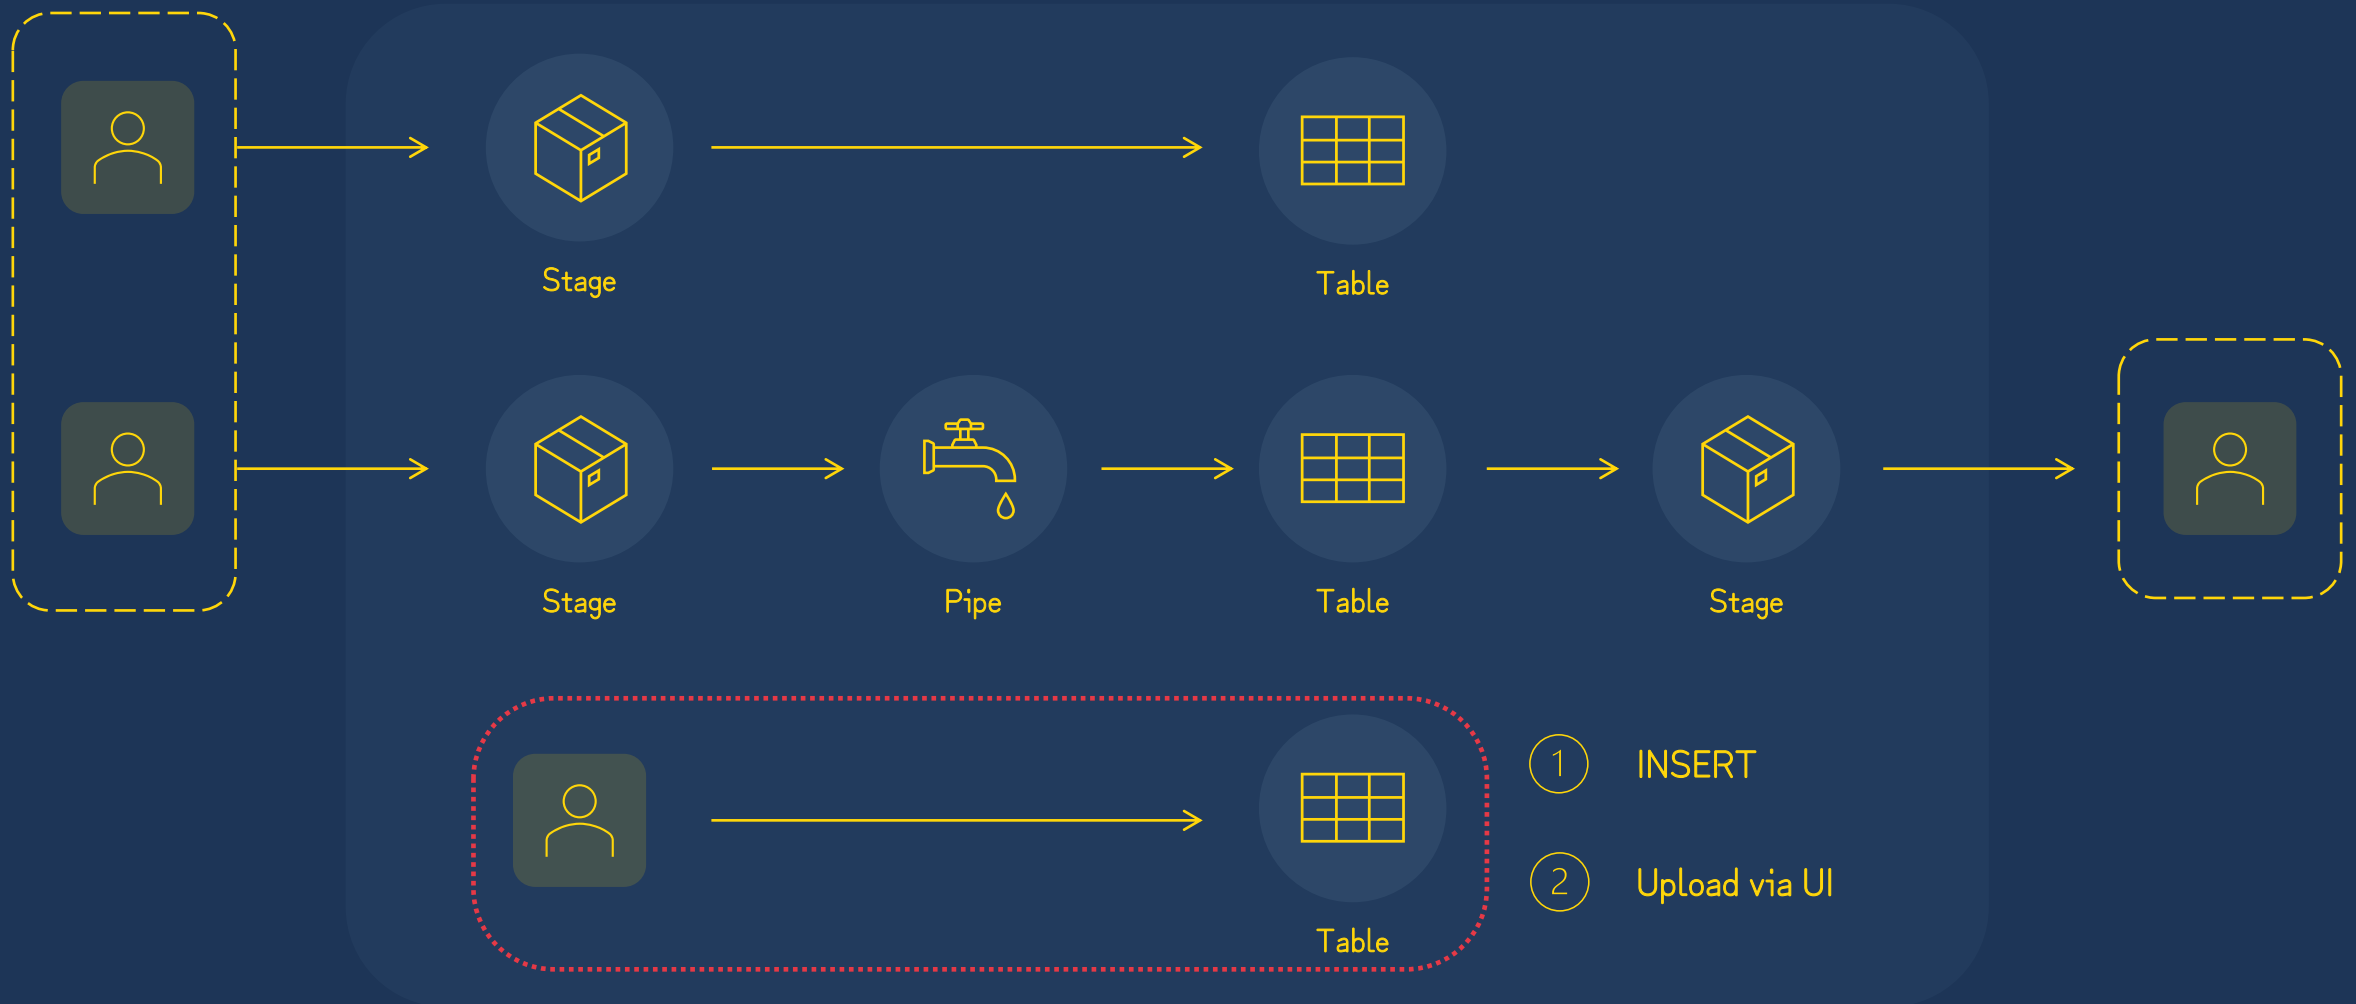 Stage
Table
Stage
Pipe
Table
Stage
1 INSERT
2 Upload via UI
Table